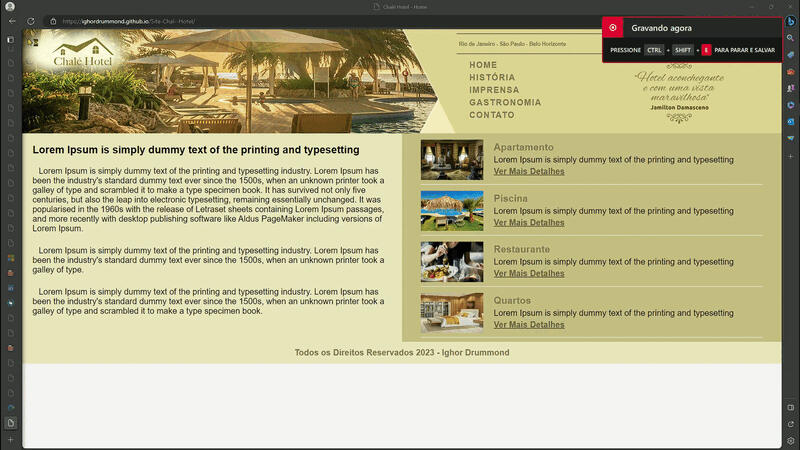 Chalé Hotel - Home
https://ighordrummond.github.io/Site-Chal--Hotel/
Gravando agora
PRESSIONE CTRL + SHIFT + E PARA PARAR E SALVAR
Chalé Hotel
Rio de Janeiro - São Paulo - Belo Horizonte
HOME
HISTÓRIA
IMPRENSA
GASTRONOMIA
CONTATO
"Hotel aconchegante
e com uma vista
maravilhosa"
Jamilton Damasceno
Lorem Ipsum is simply dummy text of the printing and typesetting
Lorem Ipsum is simply dummy text of the printing and typesetting industry. Lorem Ipsum has
been the industry's standard dummy text ever since the 1500s, when an unknown printer took a
galley of type and scrambled it to make a type specimen book. It has survived not only five
centuries, but also the leap into electronic typesetting, remaining essentially unchanged. It was
popularised in the 1960s with the release of Letraset sheets containing Lorem Ipsum passages,
and more recently with desktop publishing software like Aldus PageMaker including versions of
Lorem Ipsum.
Lorem Ipsum is simply dummy text of the printing and typesetting industry. Lorem Ipsum has
been the industry's standard dummy text ever since the 1500s, when an unknown printer took a
galley of type.
Lorem Ipsum is simply dummy text of the printing and typesetting industry. Lorem Ipsum has
been the industry's standard dummy text ever since the 1500s, when an unknown printer took a
galley of type and scrambled it to make a type specimen book.
Apartamento
Lorem Ipsum is simply dummy text of the printing and typesetting
Ver Mais Detalhes
Piscina
Lorem Ipsum is simply dummy text of the printing and typesetting
Ver Mais Detalhes
Restaurante
Lorem Ipsum is simply dummy text of the printing and typesetting
Ver Mais Detalhes
Quartos
Lorem Ipsum is simply dummy text of the printing and typesetting
Ver Mais Detalhes
Todos os Direitos Reservados 2023 - Ighor Drummond